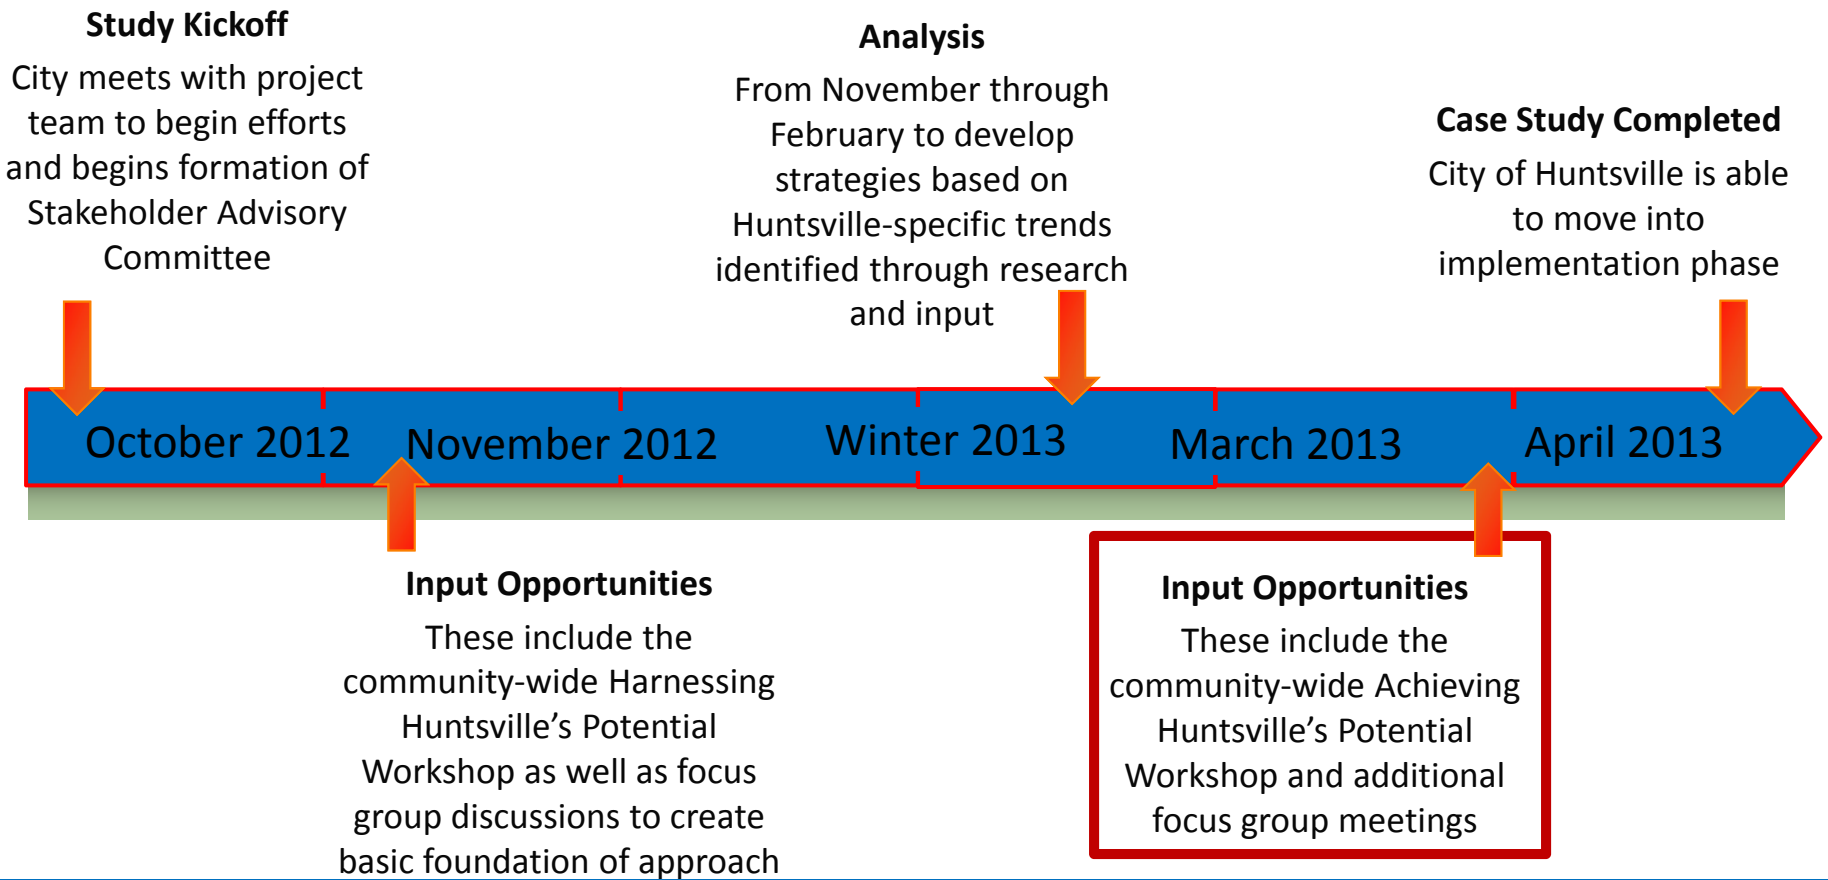 Study Kickoff
City meets with project
team to begin efforts
and begins formation of
Stakeholder Advisory
Committee
Analysis
From November through
February to develop
strategies based on
Huntsville-specific trends
identified through research
and input
Case Study Completed
City of Huntsville is able
to move into
implementation phase
October 2012
November 2012
Winter 2013
March 2013
April 2013
Input Opportunities
These include the
community-wide Harnessing
Huntsville’s Potential
Workshop as well as focus
group discussions to create
basic foundation of approach
Input Opportunities
These include the
community-wide Achieving
Huntsville’s Potential
Workshop and additional
focus group meetings